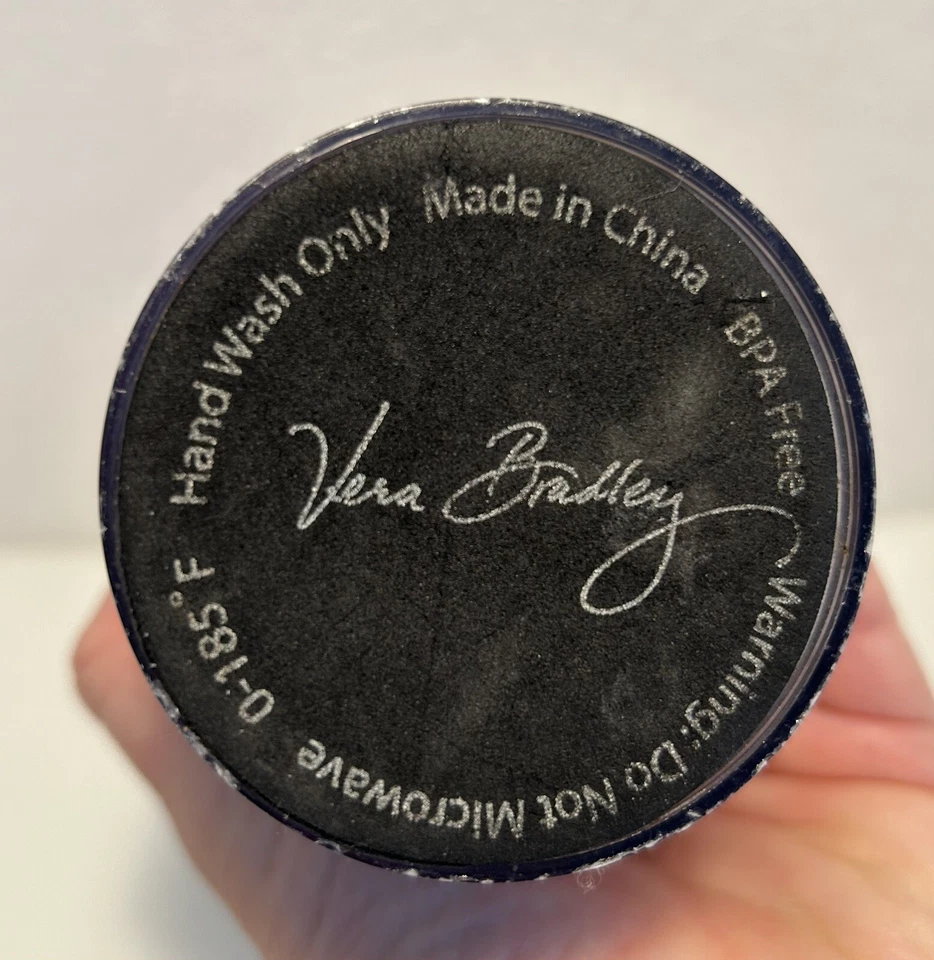 Made in China
BPA Free
Warning: Do Not Microwave
0-185°F
Hand Wash Only
Vera Bradley